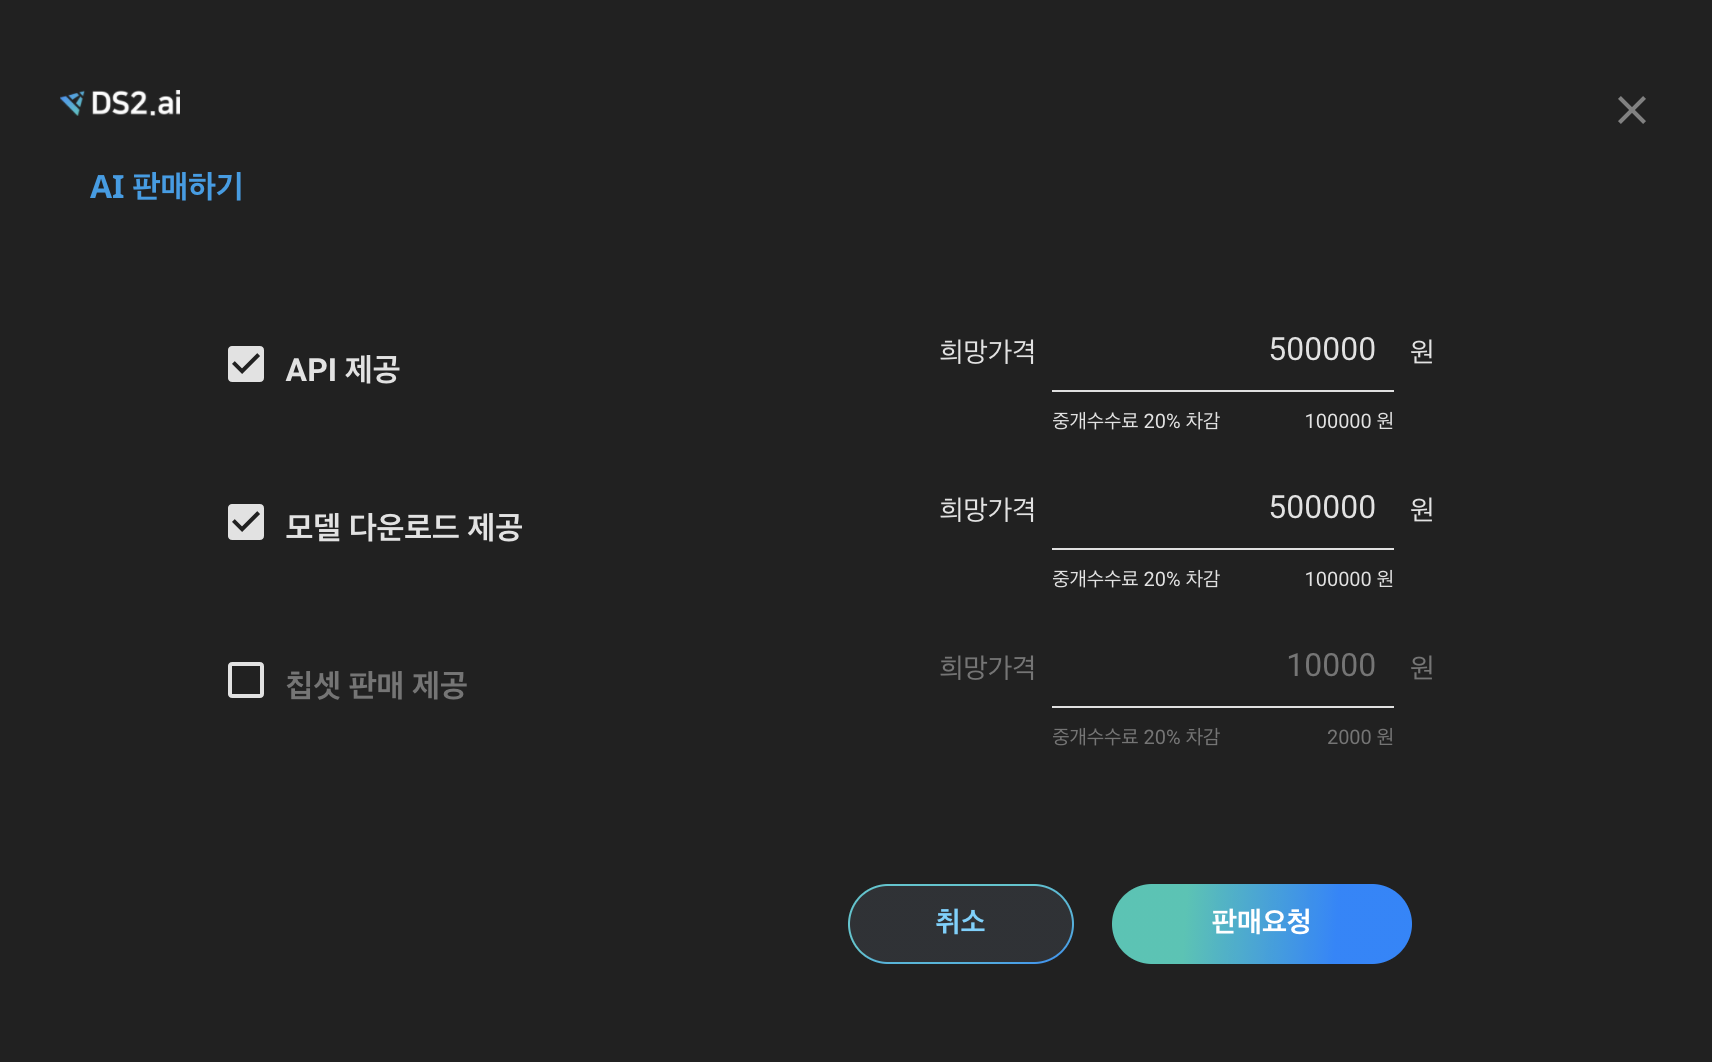 DS2.ai
AI 판매하기
API 제공
희망가격 500000 원
중개수수료 20% 차감 100000 원
모델 다운로드 제공
희망가격 500000 원
중개수수료 20% 차감 100000 원
칩셋 판매 제공
희망가격 10000 원
중개수수료 20% 차감 2000 원
취소
판매요청